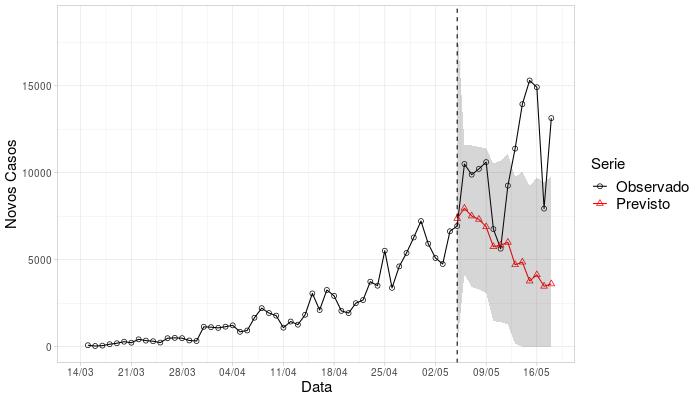 Novos Casos
15000
10000
5000
0
14/03 21/03 28/03 04/04 11/04 18/04 25/04 02/05 09/05 16/05
Data
Serie
Observado
Previsto